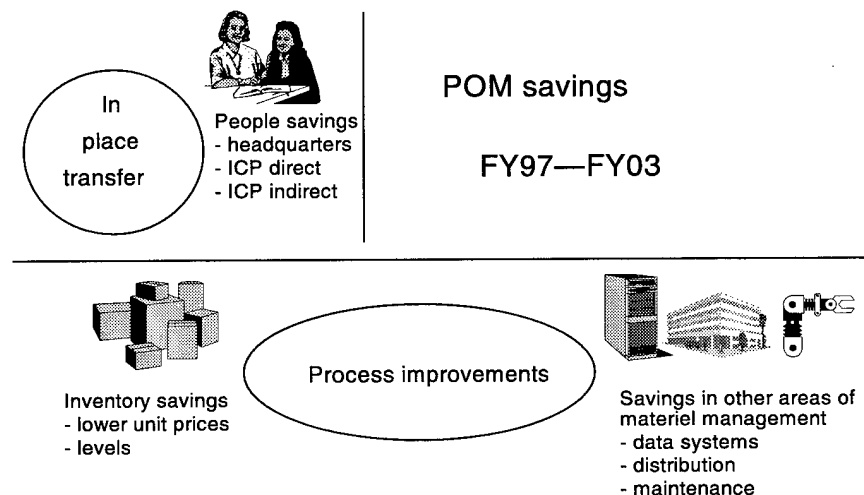 In
place
transfer
People savings
- headquarters
- ICP direct
- ICP indirect
POM savings
FY97—FY03
Inventory savings
- lower unit prices
- levels
Process improvements
Savings in other areas of
materiel management
- data systems
- distribution
- maintenance